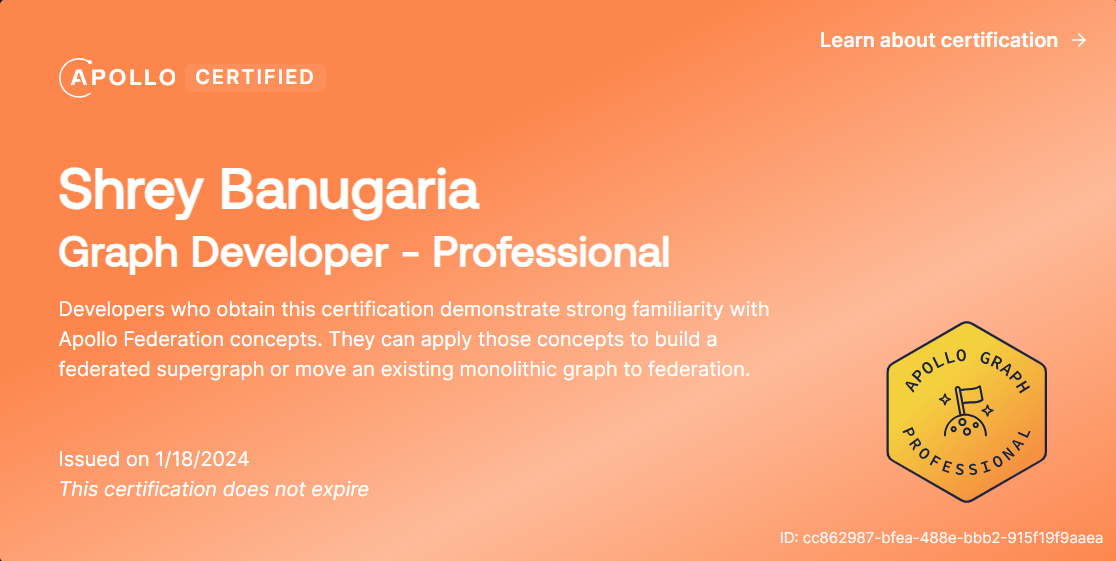 Learn about certification →
APOLLO CERTIFIED
Shrey Banugaria
Graph Developer - Professional
Developers who obtain this certification demonstrate strong familiarity with
Apollo Federation concepts. They can apply those concepts to build a
federated supergraph or move an existing monolithic graph to federation.
Issued on 1/18/2024
This certification does not expire
APOLLO GRAPH
PROFESSIONAL
ID: cc862987-bfea-488e-bbb2-915f19f9aaea